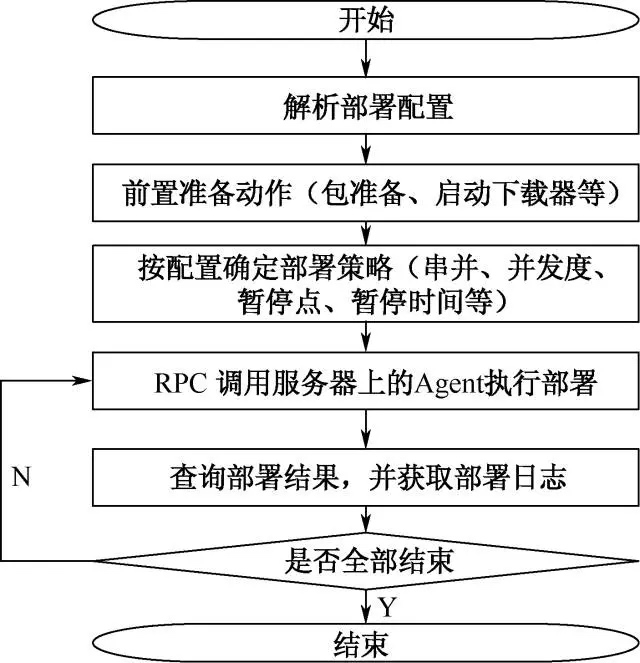 开始
解析部署配置
前置准备动作（包准备、启动下载器等）
按配置确定部署策略（串并、并发度、
暂停点、暂停时间等）
RPC 调用服务器上的Agent执行部署
N
查询部署结果，并获取部署日志
是否全部结束
Y
结束